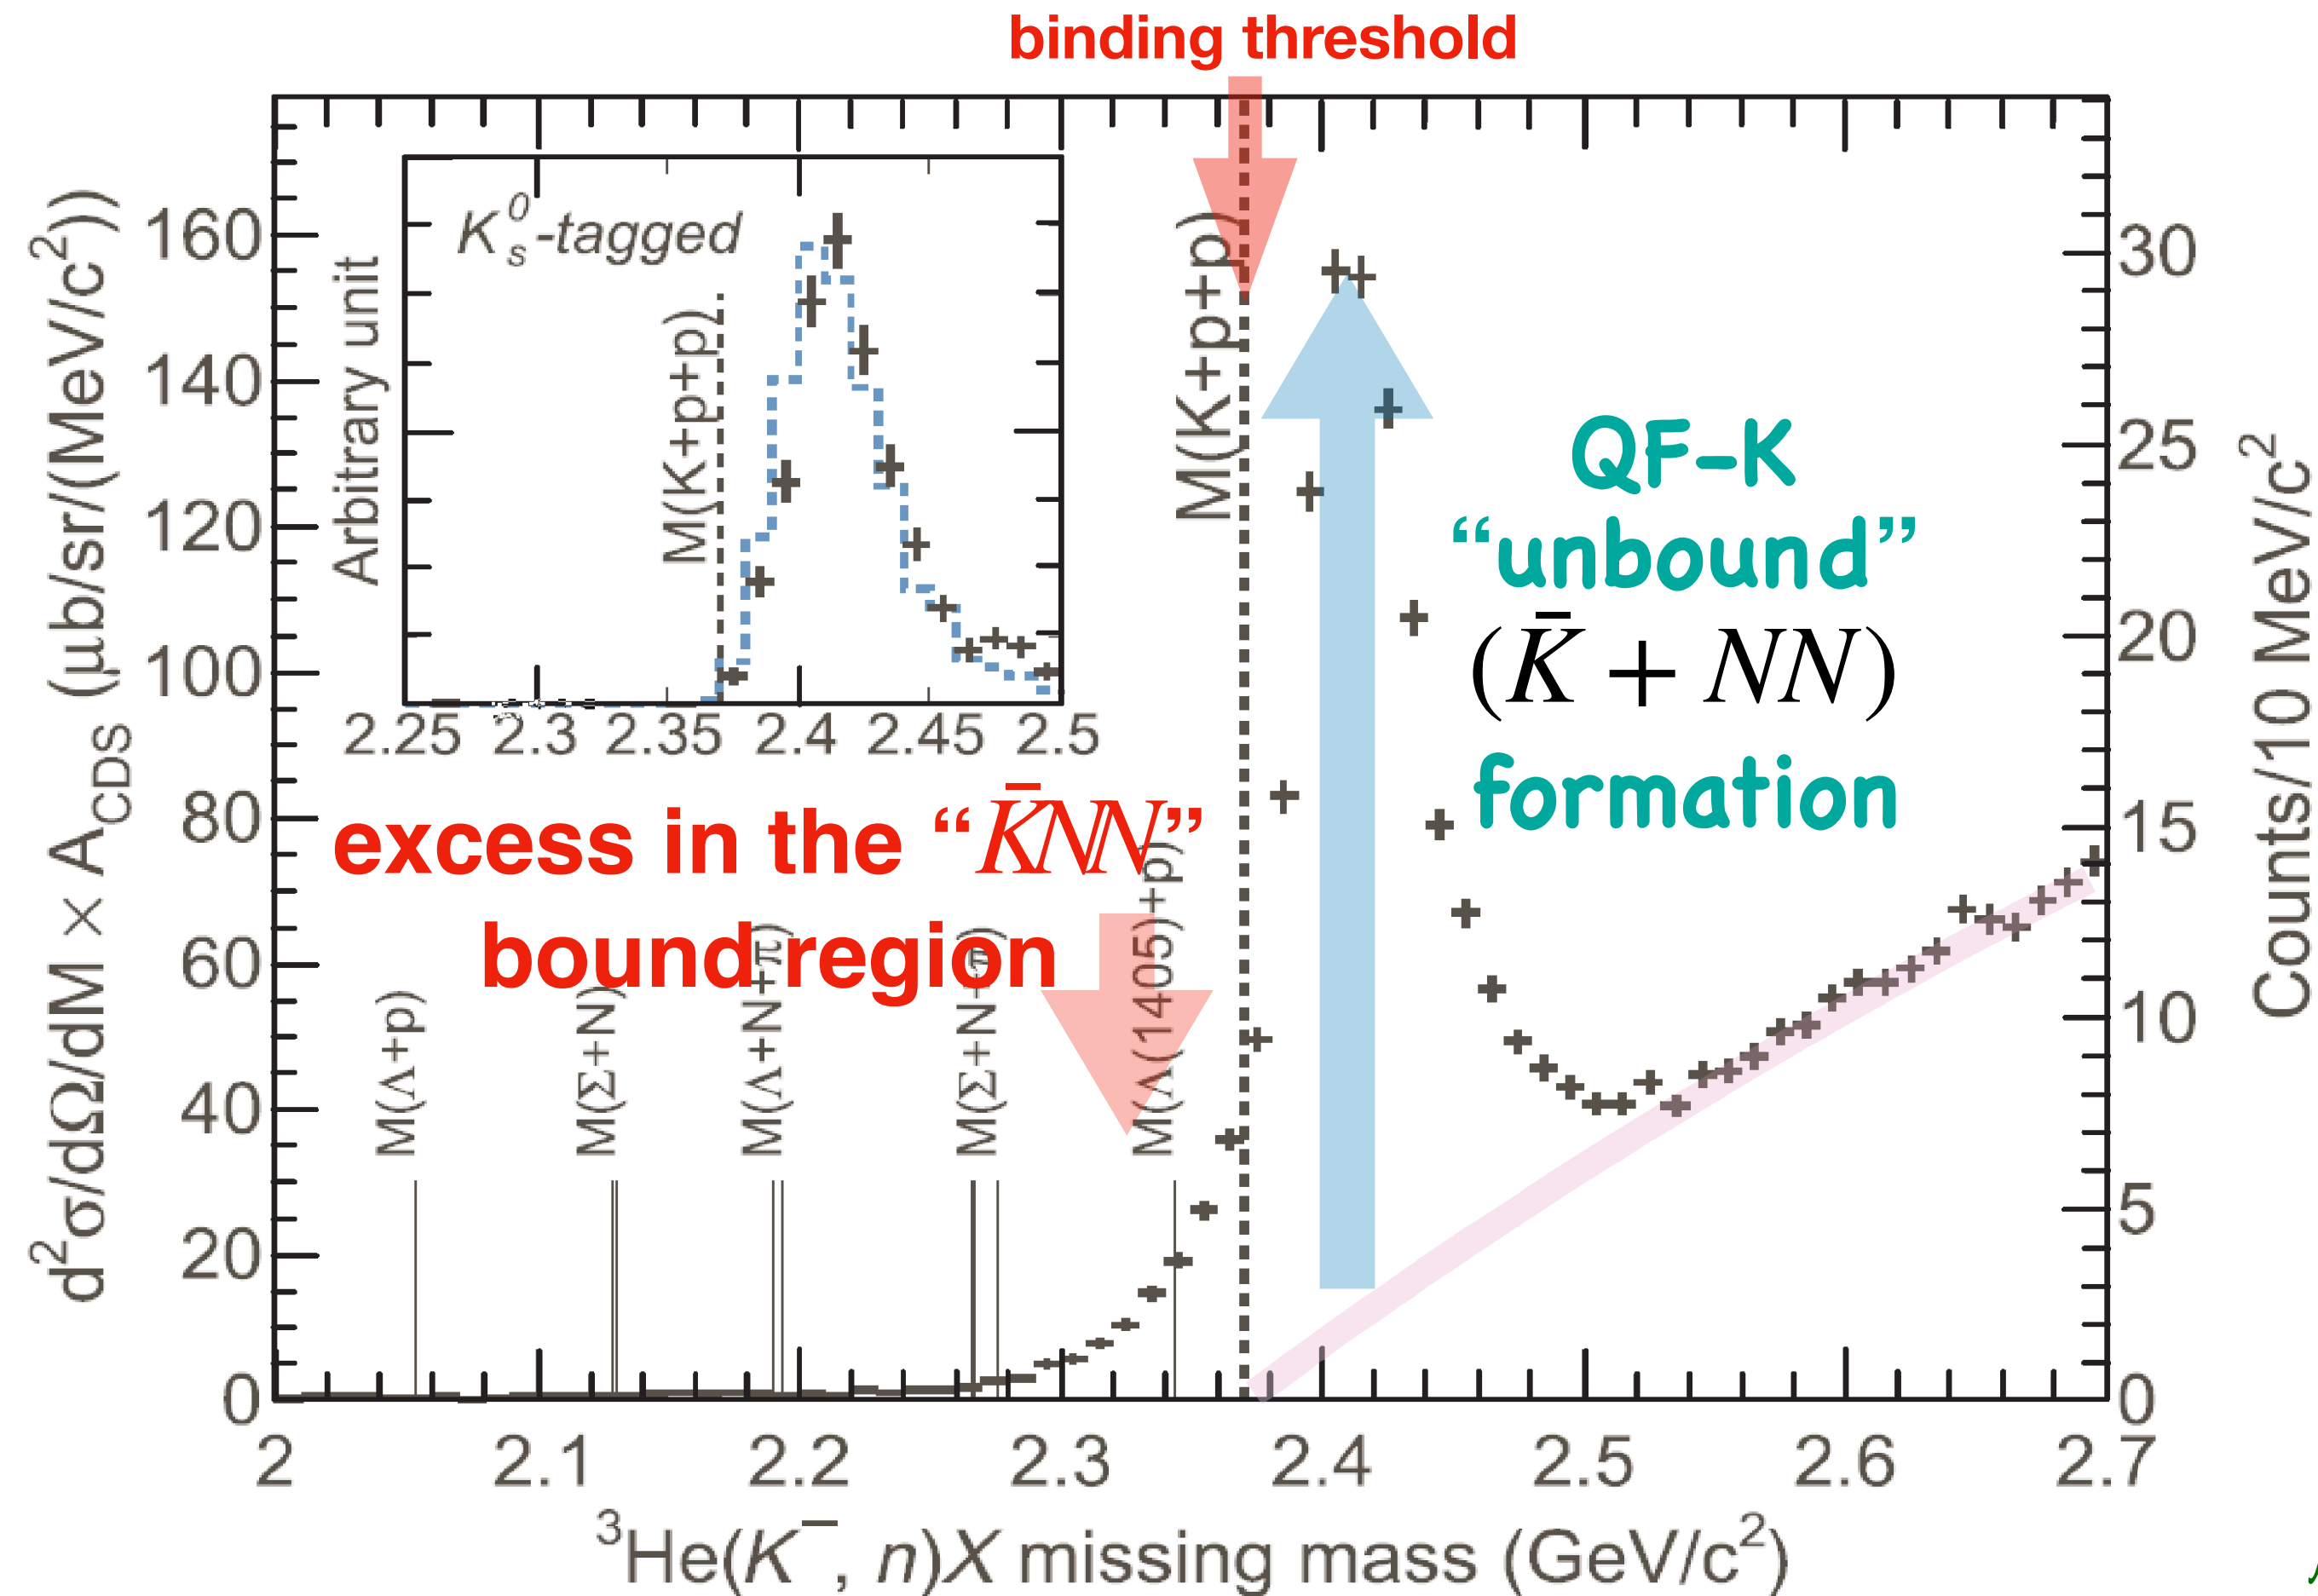 binding threshold
d²σ/dΩ/dM × A_CDS (μb/sr/(MeV/c²))
160
140
120
100
80
60
40
20
0
K⁰ₛ-tagged
Arbitrary unit
M(K+p+p)
2.25 2.3 2.35 2.4 2.45 2.5
M(K+p+p)
QF-K
“unbound”
(K̄ + NN)
formation
excess in the “K̄NN”
bound region
M(Λ+p)
M(Σ+N)
M(Λ+N+π)
M(Σ+N+π)
M(Λ(1405)+p)
30
25
20
15
10
5
0
Counts/10 MeV/c²
2 2.1 2.2 2.3 2.4 2.5 2.6 2.7
³He(K⁻, n)X missing mass (GeV/c²)